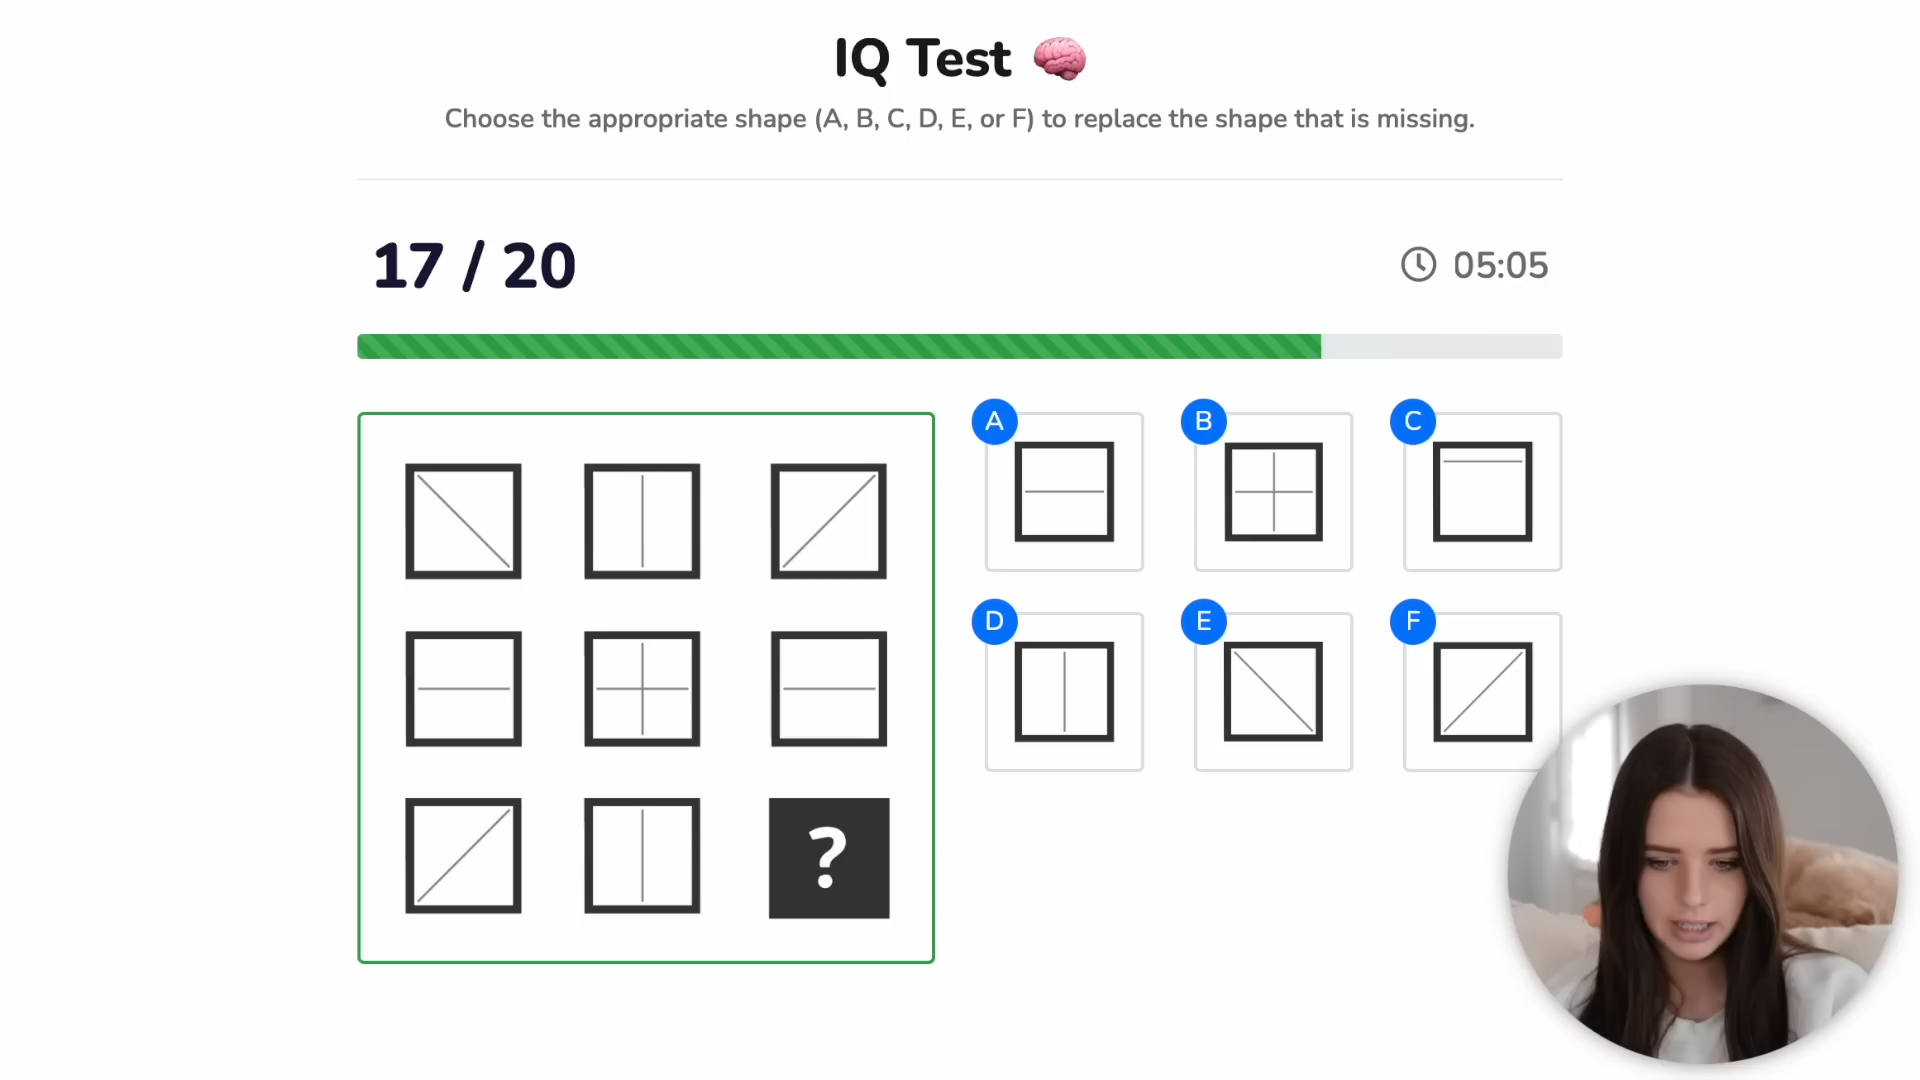 IQ Test 🧠
Choose the appropriate shape (A, B, C, D, E, or F) to replace the shape that is missing.
17 / 20
05:05
A
B
C
D
E
F
?